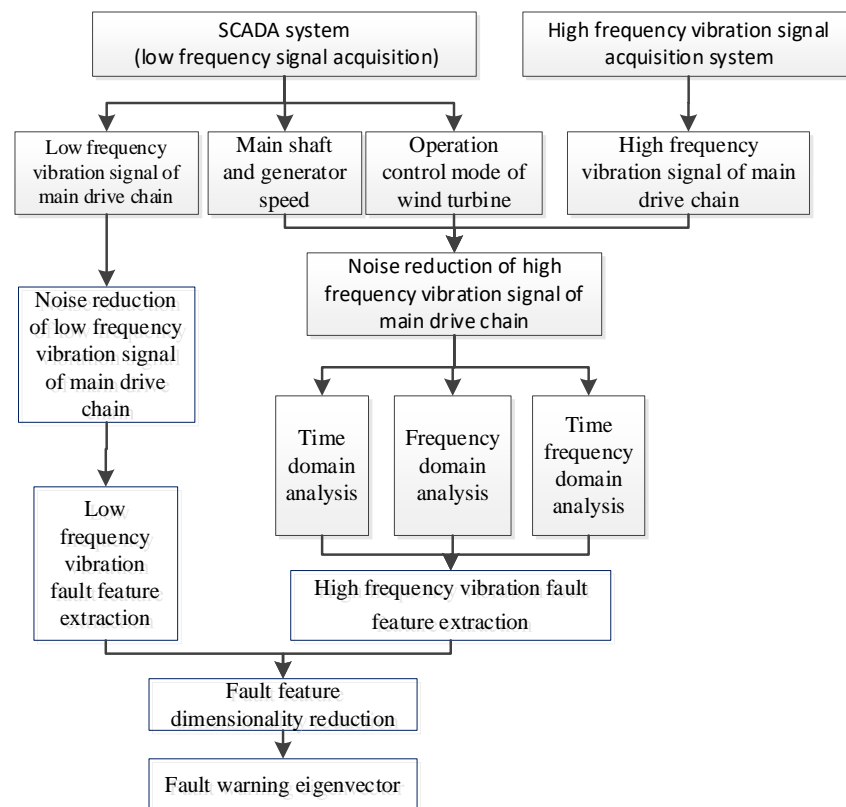 SCADA system
(low frequency signal acquisition)
High frequency vibration signal
acquisition system
Low frequency
vibration signal of
main drive chain
Main shaft
and generator
speed
Operation
control mode of
wind turbine
High frequency
vibration signal of main
drive chain
Noise reduction of high
frequency vibration signal of
main drive chain
Noise reduction
of low frequency
vibration signal
of main drive
chain
Time
domain
analysis
Frequency
domain
analysis
Time
frequency
domain
analysis
Low
frequency
vibration
fault feature
extraction
High frequency vibration fault
feature extraction
Fault feature
dimensionality reduction
Fault warning eigenvector